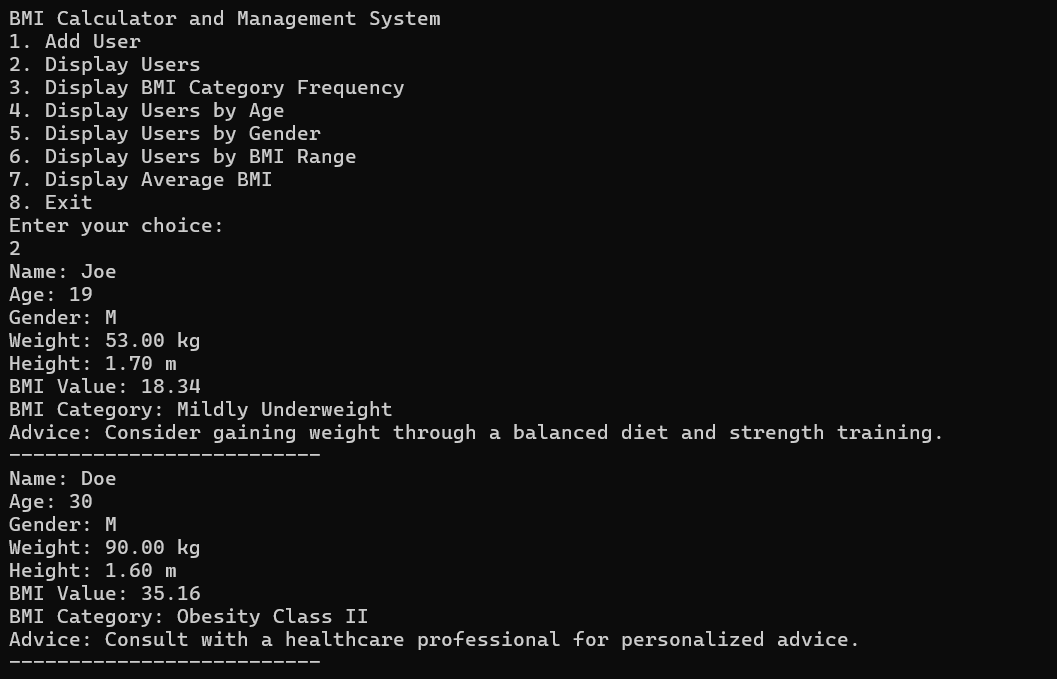 BMI Calculator and Management System
1. Add User
2. Display Users
3. Display BMI Category Frequency
4. Display Users by Age
5. Display Users by Gender
6. Display Users by BMI Range
7. Display Average BMI
8. Exit
Enter your choice:
2
Name: Joe
Age: 19
Gender: M
Weight: 53.00 kg
Height: 1.70 m
BMI Value: 18.34
BMI Category: Mildly Underweight
Advice: Consider gaining weight through a balanced diet and strength training.
--------------------------
Name: Doe
Age: 30
Gender: M
Weight: 90.00 kg
Height: 1.60 m
BMI Value: 35.16
BMI Category: Obesity Class II
Advice: Consult with a healthcare professional for personalized advice.
--------------------------